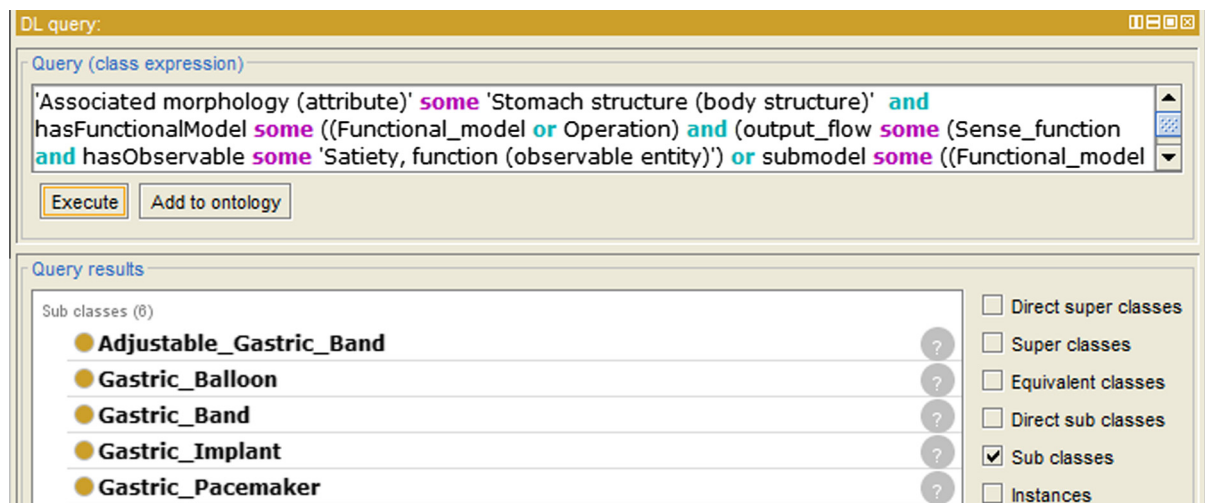 DL query:
Query (class expression)
'Associated morphology (attribute)' some 'Stomach structure (body structure)' and
hasFunctionalModel some ((Functional_model or Operation) and (output_flow some (Sense_function
and hasObservable some 'Satiety, function (observable entity)') or submodel some ((Functional_model
Execute Add to ontology
Query results
Sub classes (6)
Adjustable_Gastric_Band ?
Gastric_Balloon ?
Gastric_Band ?
Gastric_Implant ?
Gastric_Pacemaker ?
Direct super classes
Super classes
Equivalent classes
Direct sub classes
Sub classes
Instances